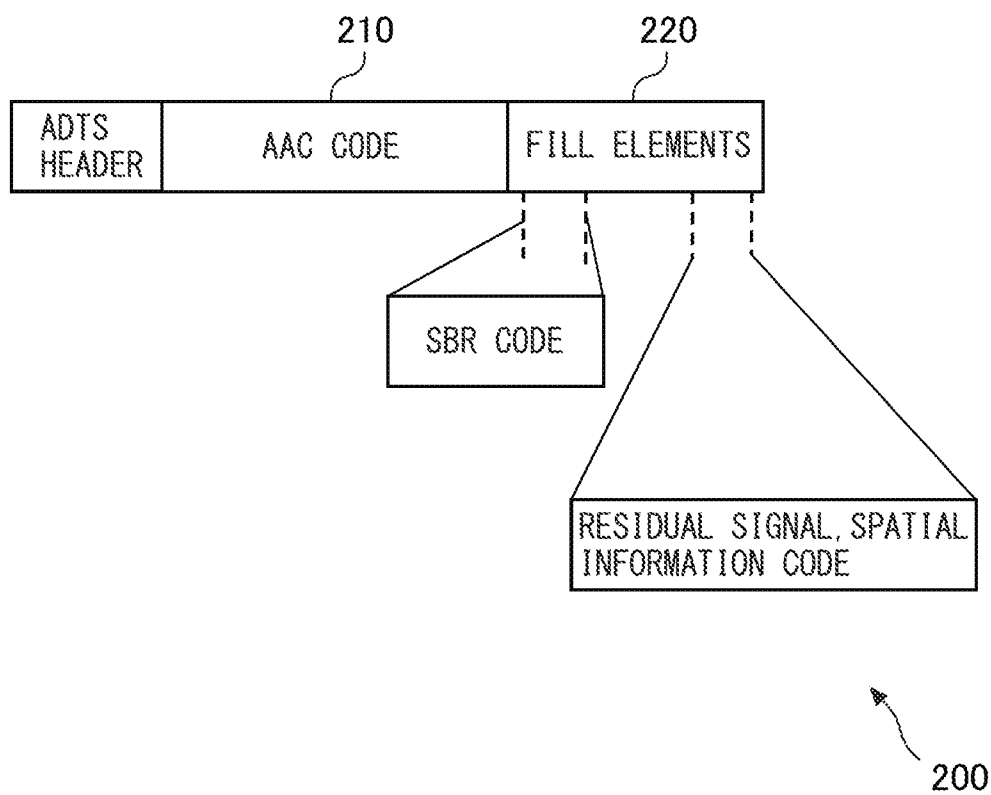 210
220
ADTS
HEADER
AAC CODE
FILL ELEMENTS
SBR CODE
RESIDUAL SIGNAL, SPATIAL
INFORMATION CODE
200